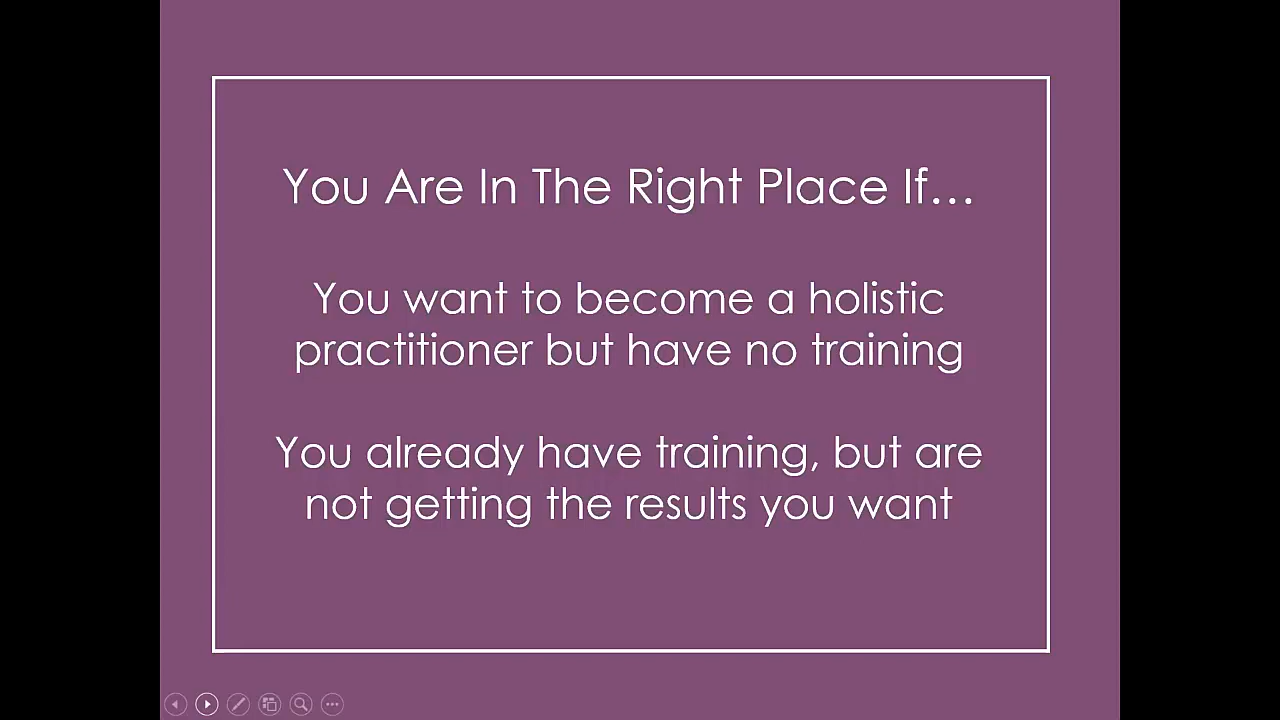 You Are In The Right Place If...
You want to become a holistic
practitioner but have no training
You already have training, but are
not getting the results you want